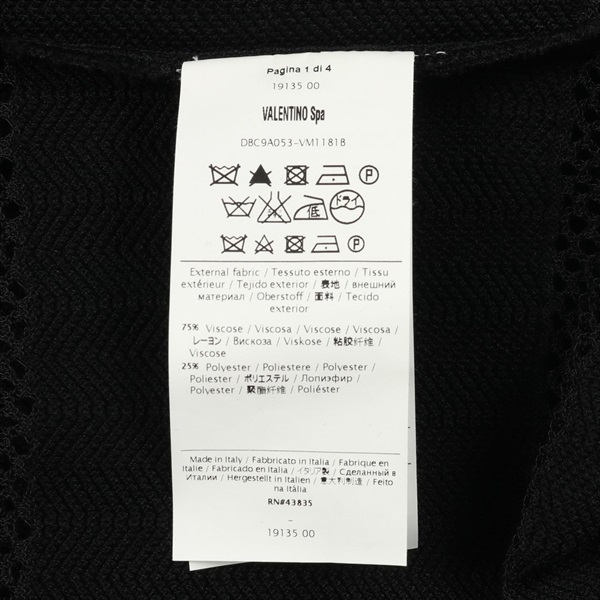 Pagina 1 di 4
19135 00
VALENTINO Spa
DBC9A053-VM1181B
P
低 ドライ
P
External fabric / Tessuto esterno / Tissu
extérieur / Tejido exterior / 表地 / внешний
материал / Oberstoff / 面料 / Tecido
exterior
75% Viscose / Viscosa / Viscose / Viscosa /
レーヨン / Вискоза / Viskose / 粘胶纤维 /
Viscose
25% Polyester / Poliestere / Polyester /
Poliester / ポリエステル / Полиэфир /
Polyester / 聚酯纤维 / Poliéster
Made in Italy / Fabbricato in Italia / Fabrique en
Italie / Fabricado en Italia / イタリア製 / Сделанный в
Италии / Hergestellt in Italien / 意大利制造 / Feito
na Itália
RN#43835
-
19135 00